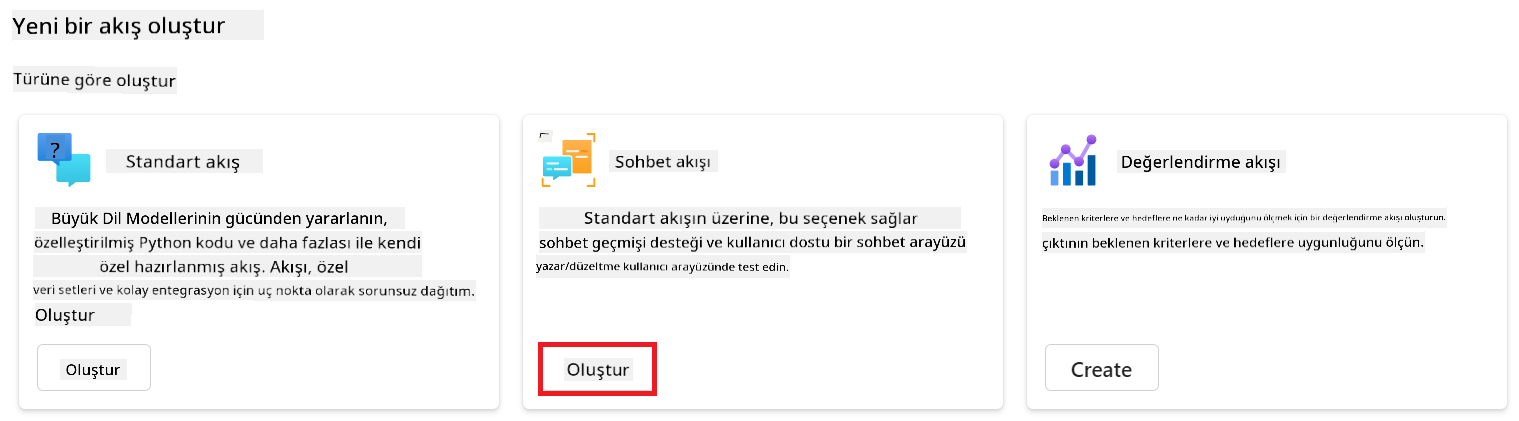 Yeni bir akış oluştur
Türüne göre oluştur
?
Standart akış
Büyük Dil Modellerinin gücünden yararlanın,
özelleştirilmiş Python kodu ve daha fazlası ile kendi
özel hazırlanmış akış. Akışı, özel
veri setleri ve kolay entegrasyon için uç nokta olarak sorunsuz dağıtım.
Oluştur
Oluştur
Sohbet akışı
Standart akışın üzerine, bu seçenek sağlar
sohbet geçmişi desteği ve kullanıcı dostu bir sohbet arayüzü
yazar/düzeltme kullanıcı arayüzünde test edin.
Oluştur
Değerlendirme akışı
Beklenen kriterlere ve hedeflere ne kadar iyi uyduğunu ölçmek için bir değerlendirme akışı oluşturun.
çıktının beklenen kriterlere ve hedeflere uygunluğunu ölçün.
Create